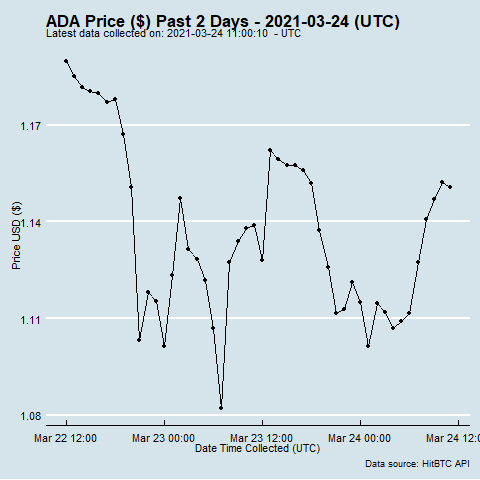 ADA Price ($) Past 2 Days - 2021-03-24 (UTC)
Latest data collected on: 2021-03-24 11:00:10 - UTC
1.17
1.14
1.11
1.08
Price USD ($)
Mar 22 12:00 Mar 23 00:00 Mar 23 12:00 Mar 24 00:00 Mar 24 12:
Date Time Collected (UTC)
Data source: HitBTC API